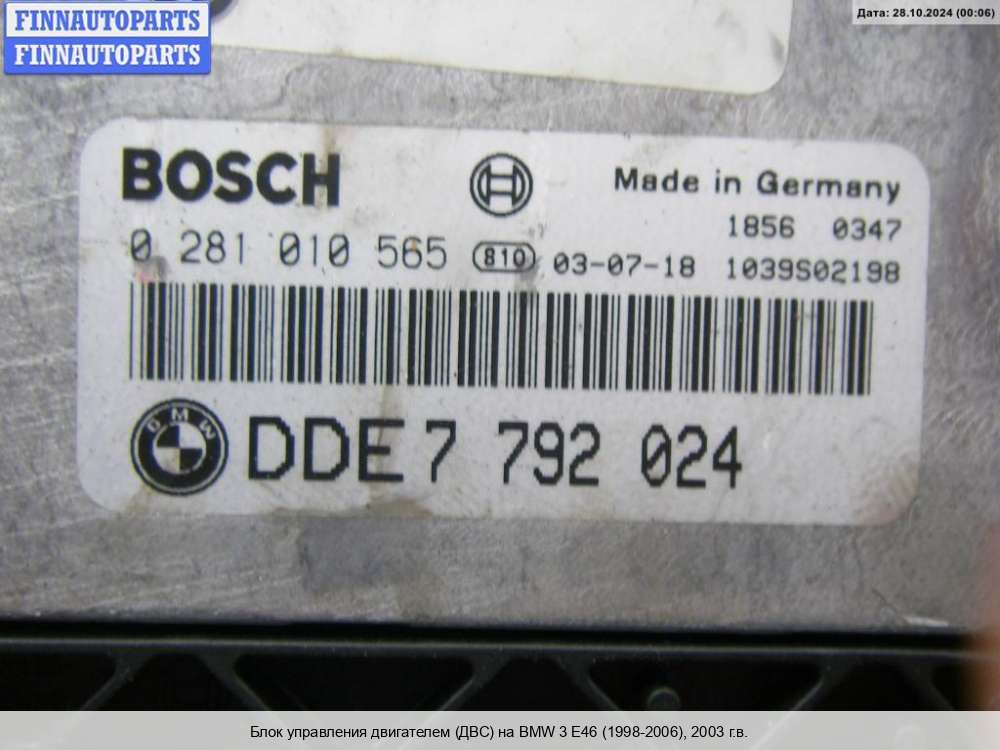 FINNAUTOPARTS
FINNAUTOPARTS
Дата: 28.10.2024 (00:06)
BOSCH
Made in Germany
1856 0347
0 281 010 565 810 03-07-18 1039S02198
BMW DDE 7 792 024
Блок управления двигателем (ДВС) на BMW 3 E46 (1998-2006), 2003 г.в.